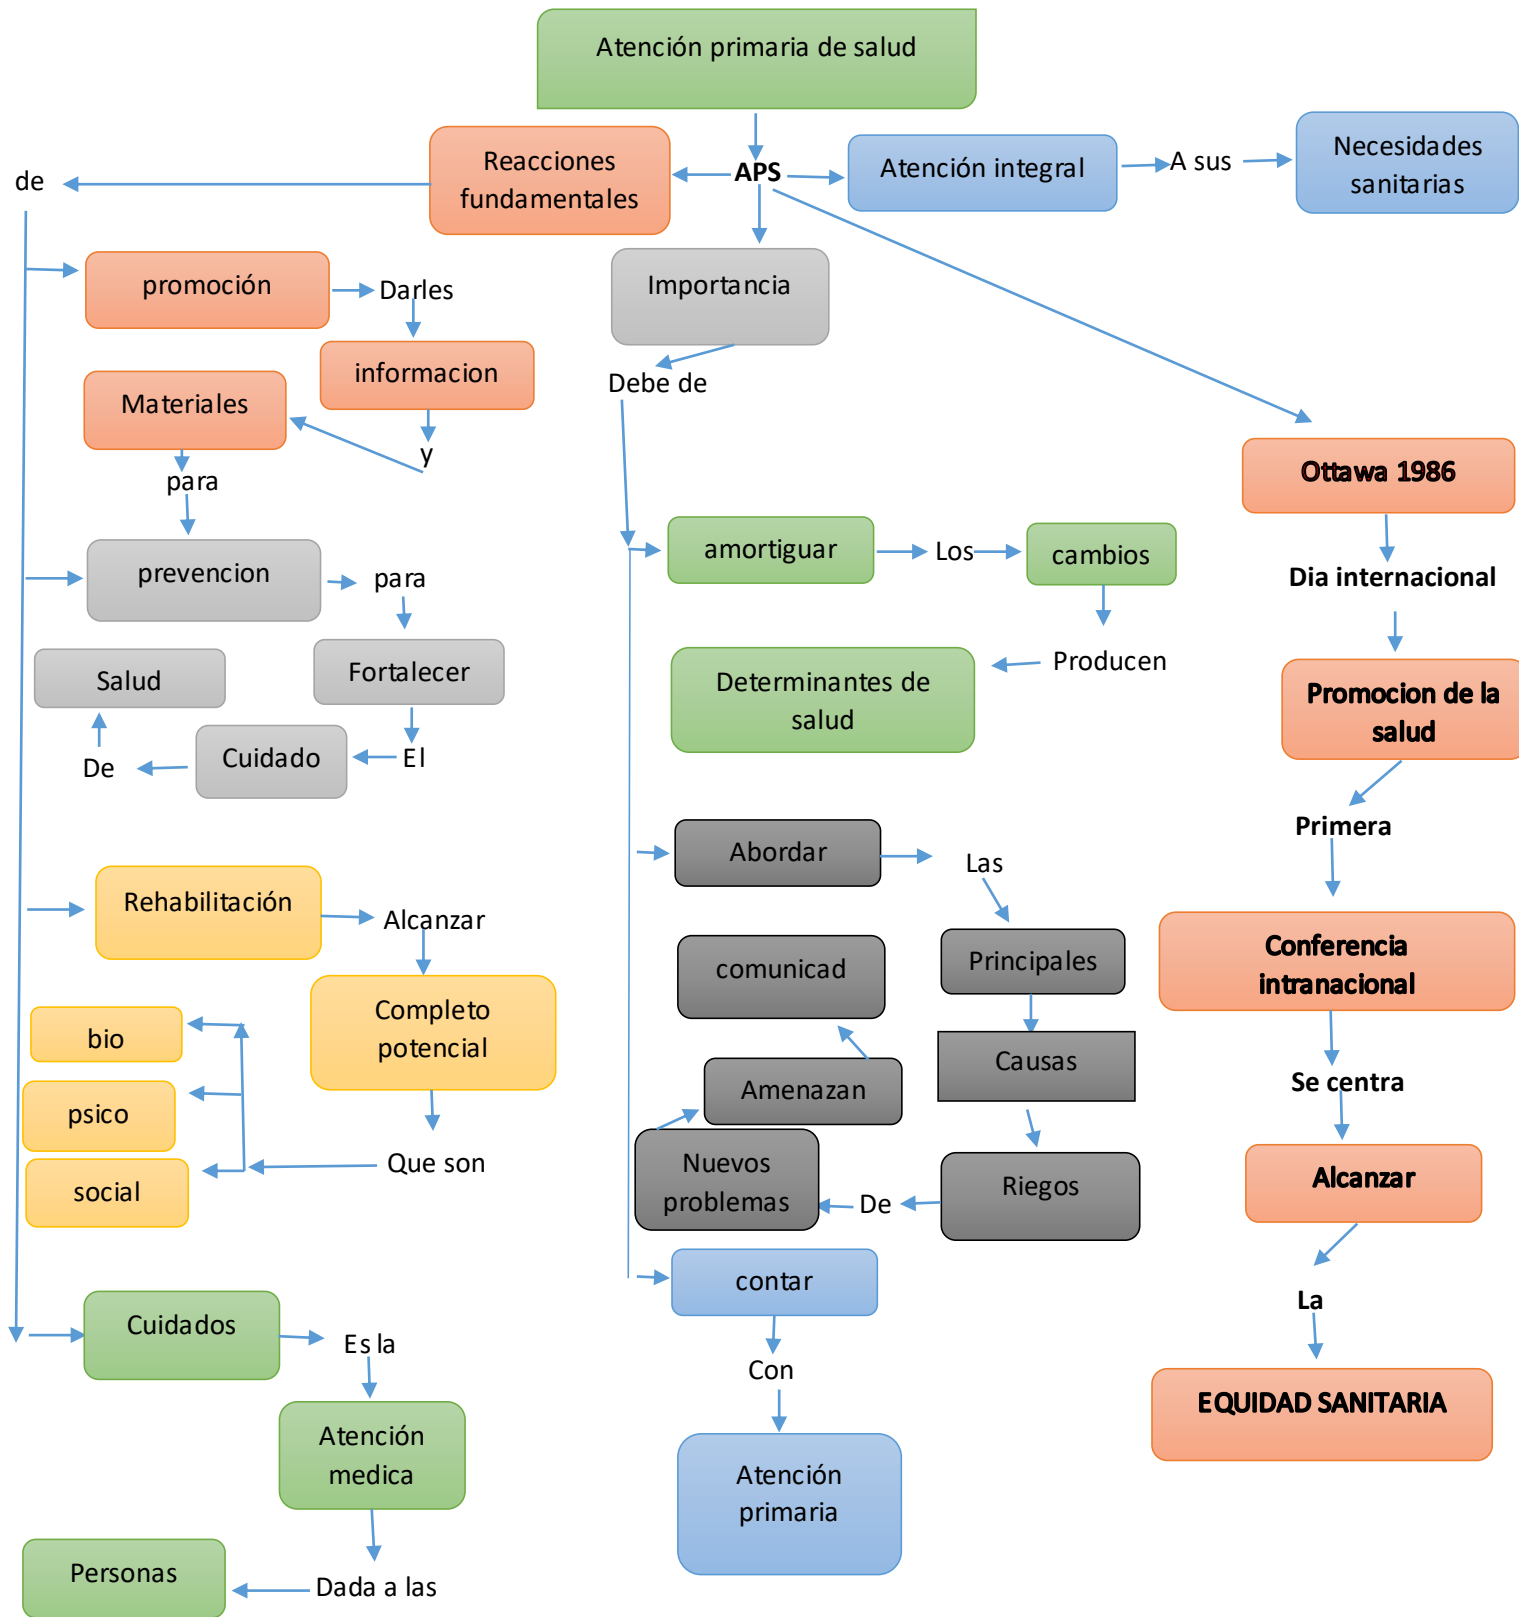 Atención primaria de salud
Reacciones
fundamentales
APS
Atención integral
A sus
Necesidades
sanitarias
de
promoción
Darles
informacion
y
Materiales
para
prevencion
para
Fortalecer
El
Cuidado
De
Salud
Rehabilitación
Alcanzar
Completo
potencial
Que son
bio
psico
social
Cuidados
Es la
Atención
medica
Dada a las
Personas
Importancia
Debe de
amortiguar
Los
cambios
Producen
Determinantes de
salud
Abordar
Las
Principales
Causas
Riegos
De
Nuevos
problemas
Amenazan
comunicad
contar
Con
Atención
primaria
Ottawa 1986
Dia internacional
Promocion de la
salud
Primera
Conferencia
intranacional
Se centra
Alcanzar
La
EQUIDAD SANITARIA